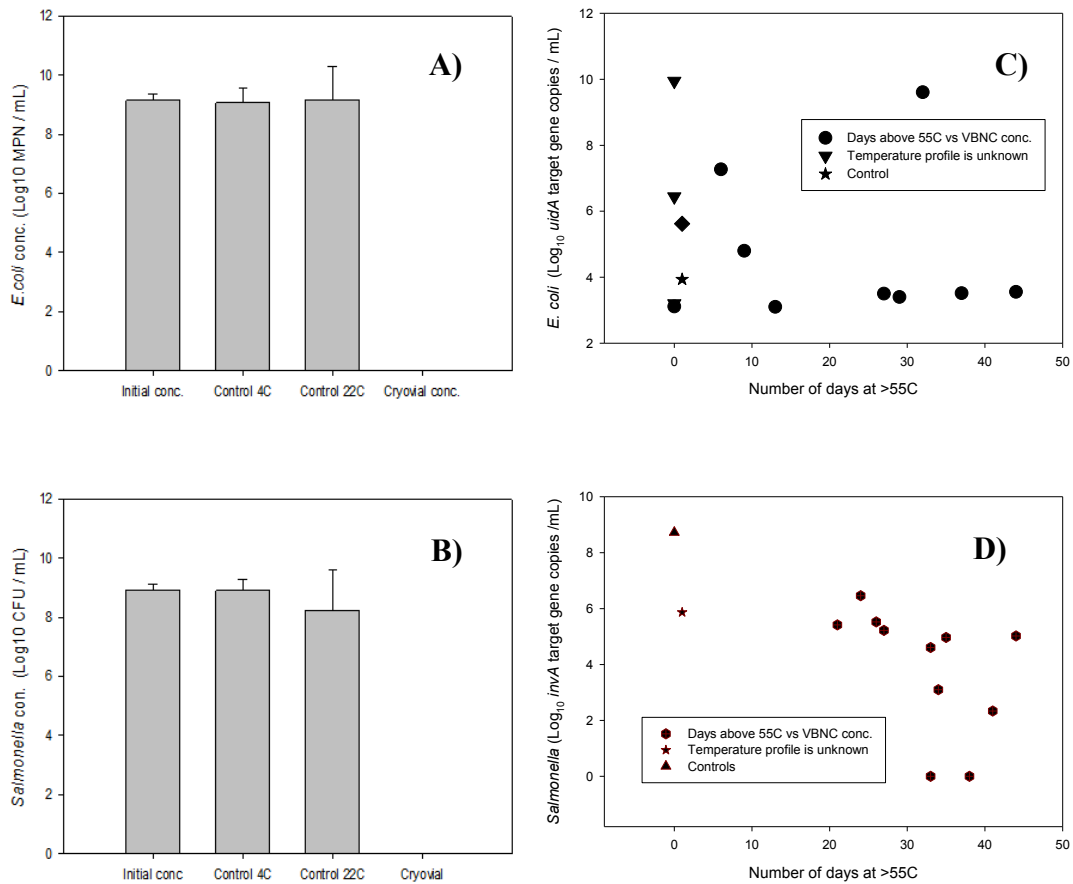 A)
E.coli conc. (Log10 MPN / mL)
12
10
8
6
4
2
0
Initial conc.
Control 4C
Control 22C
Cryovial conc.
C)
E. coli (Log10 uidA target gene copies / mL)
12
10
8
6
4
2
Days above 55C vs VBNC conc.
Temperature profile is unknown
Control
0
10
20
30
40
50
Number of days at >55C
B)
Salmonella con. (Log10 CFU / mL)
12
10
8
6
4
2
0
Initial conc
Control 4C
Control 22C
Cryovial
D)
Salmonella (Log10 invA target gene copies /mL)
10
8
6
4
2
0
Days above 55C vs VBNC conc.
Temperature profile is unknown
Controls
0
10
20
30
40
50
Number of days at >55C